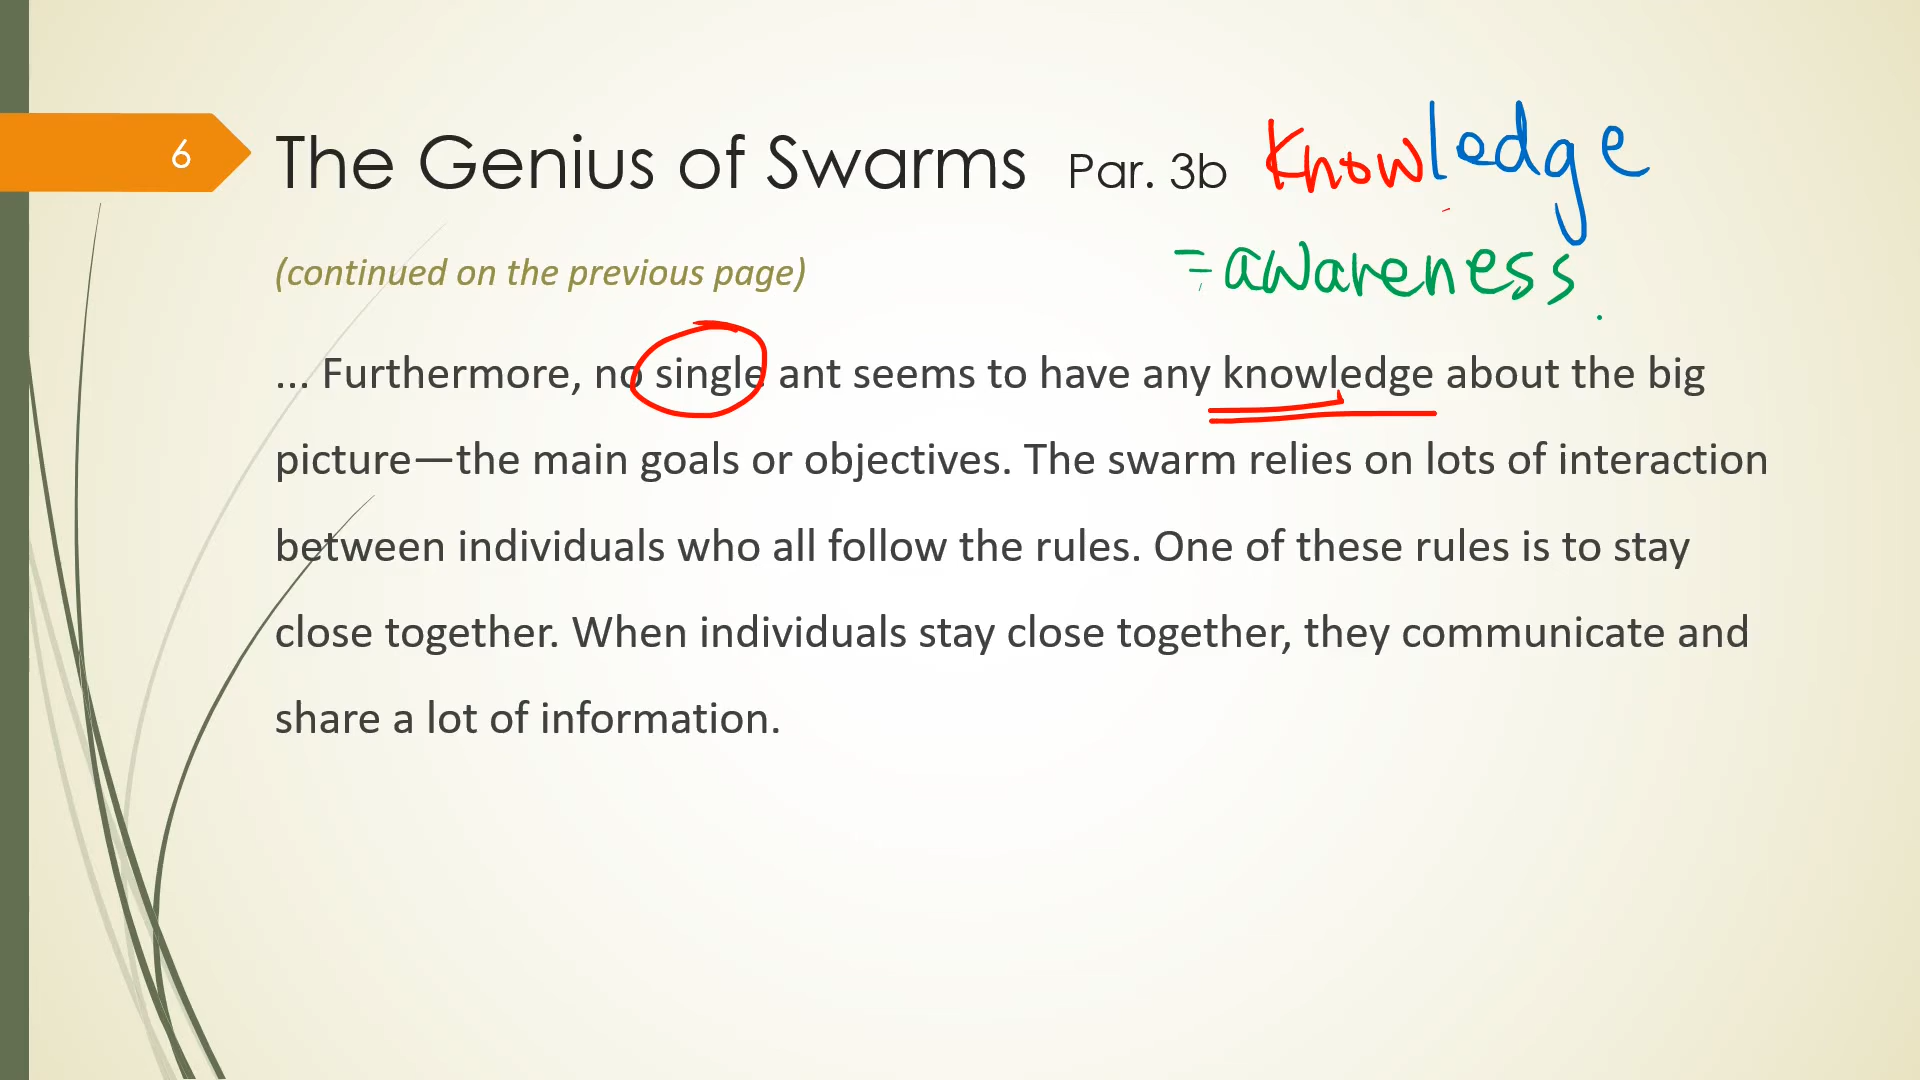 6
The Genius of Swarms Par. 3b Knowledge
(continued on the previous page) =awareness
... Furthermore, no single ant seems to have any knowledge about the big
picture—the main goals or objectives. The swarm relies on lots of interaction
between individuals who all follow the rules. One of these rules is to stay
close together. When individuals stay close together, they communicate and
share a lot of information.